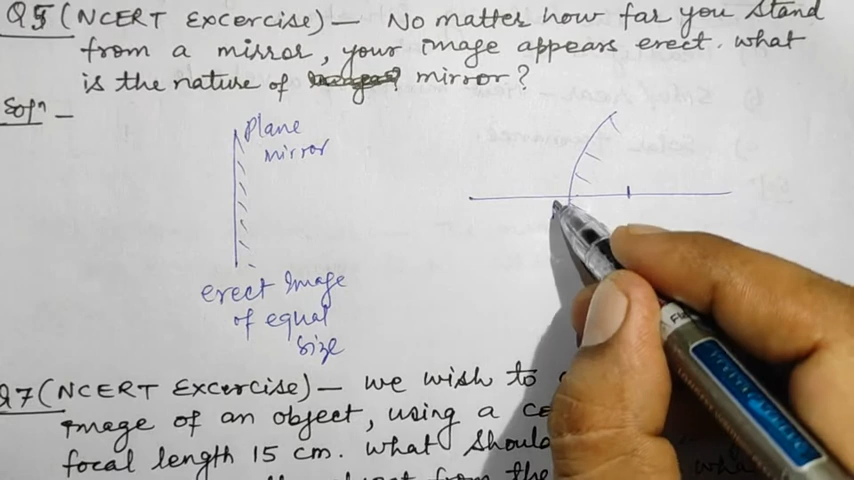 Q5 (NCERT Excercise) - No matter how far you stand
from a mirror, your image appears erect. what
is the nature of mirror?
Sol^n -
Plane
mirror
erect Image
of equal
size
Q7 (NCERT Excercise) - we wish to
image of an object, using a
focal length 15 cm. what should